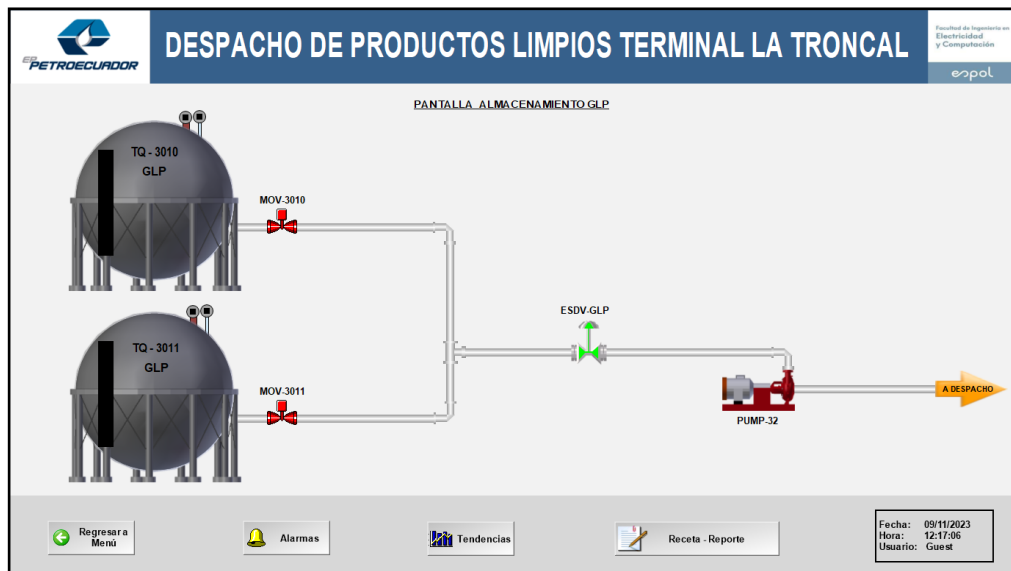 EP
PETROECUADOR
DESPACHO DE PRODUCTOS LIMPIOS TERMINAL LA TRONCAL
Facultad de Ingeniería en
Electricidad
y Computación
espol
PANTALLA ALMACENAMIENTO GLP
TQ - 3010
GLP
MOV-3010
TQ - 3011
GLP
MOV-3011
ESDV-GLP
PUMP-32
A DESPACHO
Regresar a
Menú
Alarmas
Tendencias
Receta - Reporte
Fecha: 09/11/2023
Hora: 12:17:06
Usuario: Guest